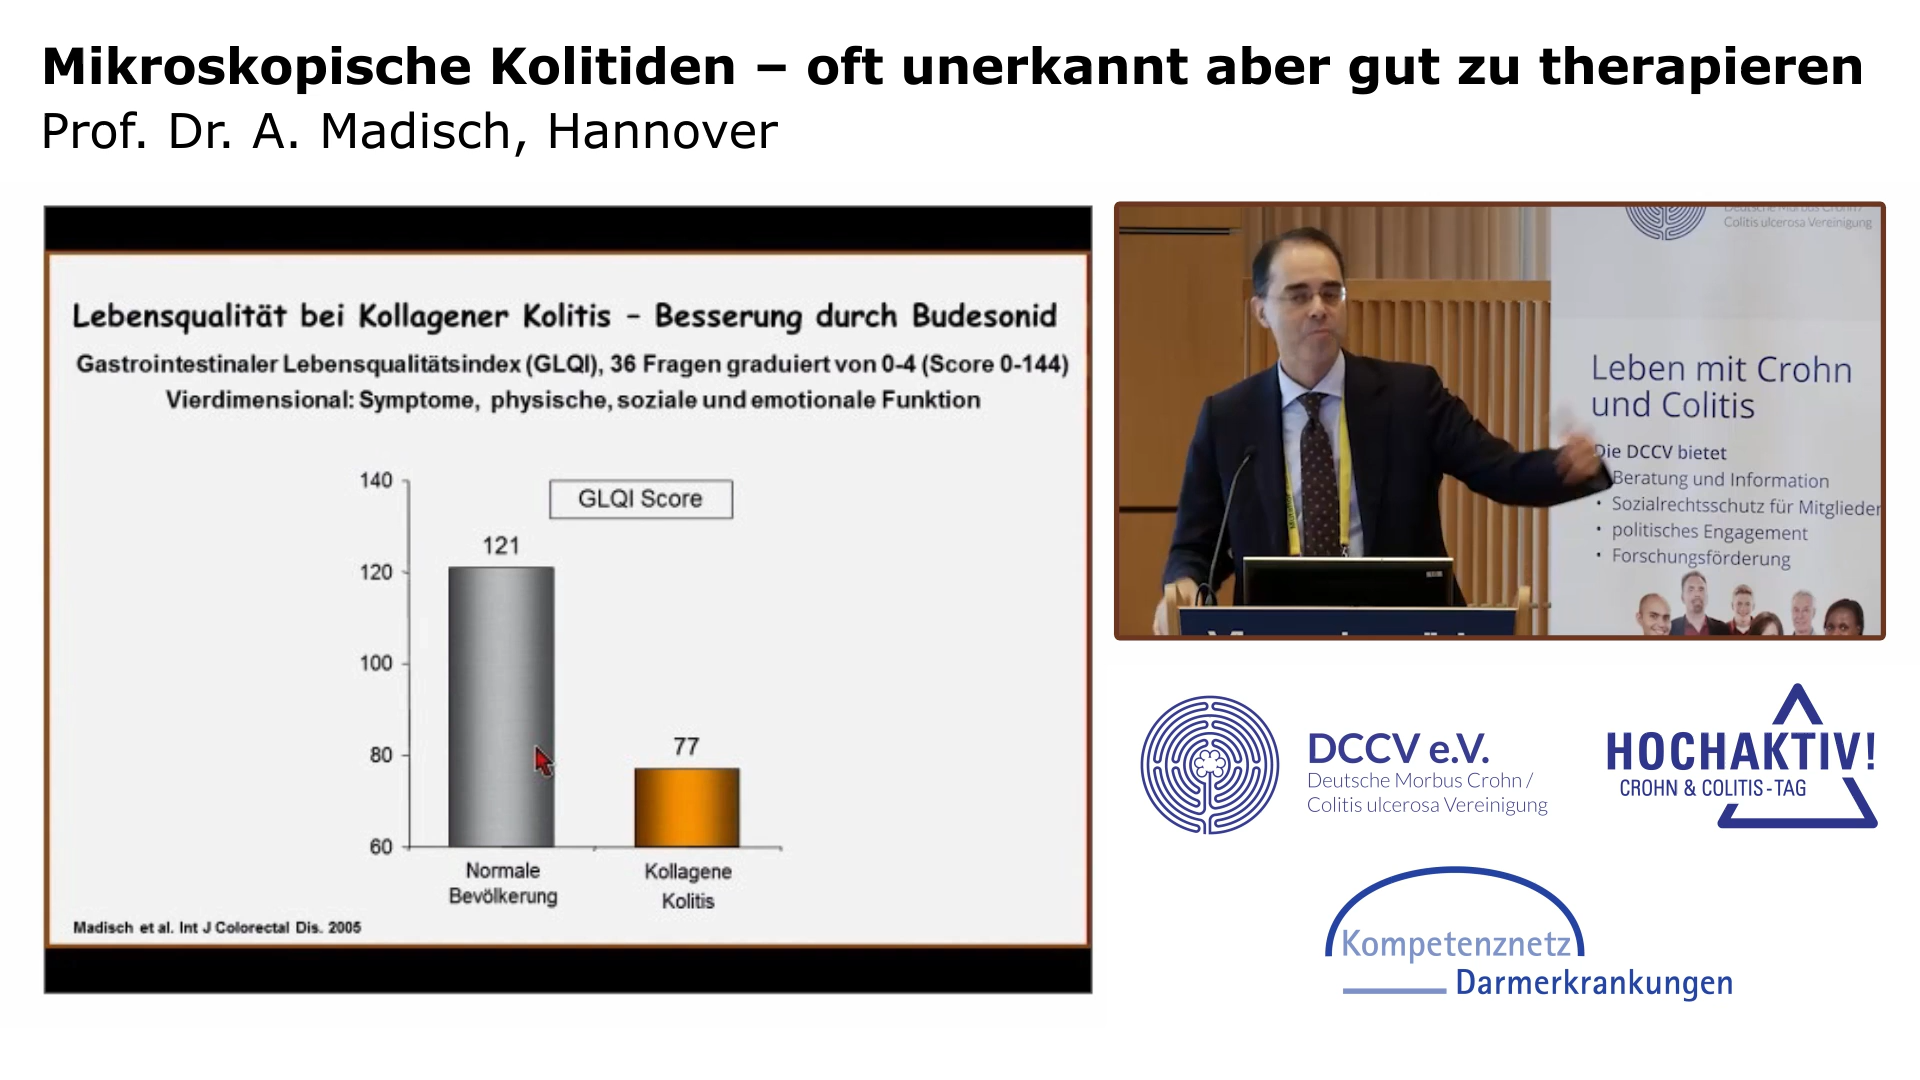 Mikroskopische Kolitiden – oft unerkannt aber gut zu therapieren
Prof. Dr. A. Madisch, Hannover
Lebensqualität bei Kollagener Kolitis - Besserung durch Budesonid
Gastrointestinaler Lebensqualitätsindex (GLQI), 36 Fragen graduiert von 0-4 (Score 0-144)
Vierdimensional: Symptome, physische, soziale und emotionale Funktion
140
GLQI Score
121
120
100
80
77
60
Normale
Bevölkerung
Kollagene
Kolitis
Madisch et al. Int J Colorectal Dis. 2005
Deutsche Morbus Crohn /
Colitis ulcerosa Vereinigung
Leben mit Crohn
und Colitis
Die DCCV bietet
Beratung und Information
• Sozialrechtsschutz für Mitglieder
• politisches Engagement
• Forschungsförderung
DCCV e.V.
Deutsche Morbus Crohn /
Colitis ulcerosa Vereinigung
HOCHAKTIV!
CROHN & COLITIS-TAG
Kompetenznetz
Darmerkrankungen